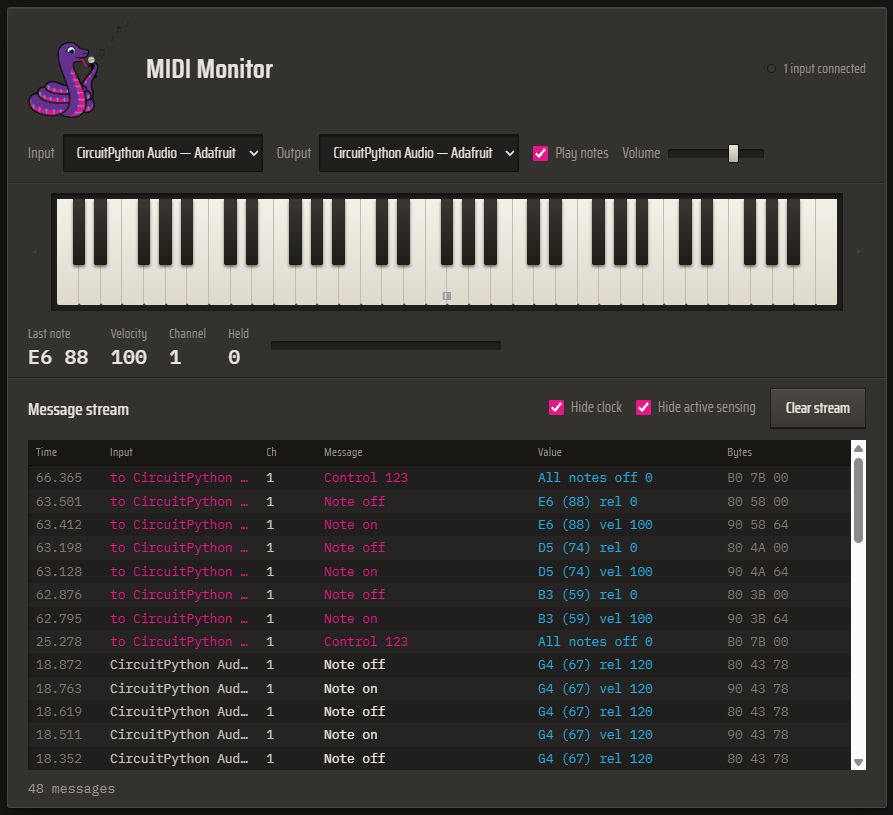 MIDI Monitor
1 input connected
Input CircuitPython Audio — Adafruit Output CircuitPython Audio — Adafruit Play notes Volume
Last note Velocity Channel Held
E6 88 100 1 0
Message stream
Hide clock Hide active sensing Clear stream
Time Input Ch Message Value Bytes
66.365 to CircuitPython … 1 Control 123 All notes off 0 B0 7B 00
63.501 to CircuitPython … 1 Note off E6 (88) rel 0 80 58 00
63.412 to CircuitPython … 1 Note on E6 (88) vel 100 90 58 64
63.198 to CircuitPython … 1 Note off D5 (74) rel 0 80 4A 00
63.128 to CircuitPython … 1 Note on D5 (74) vel 100 90 4A 64
62.876 to CircuitPython … 1 Note off B3 (59) rel 0 80 3B 00
62.795 to CircuitPython … 1 Note on B3 (59) vel 100 90 3B 64
25.278 to CircuitPython … 1 Control 123 All notes off 0 B0 7B 00
18.872 CircuitPython Aud… 1 Note off G4 (67) rel 120 80 43 78
18.763 CircuitPython Aud… 1 Note on G4 (67) vel 120 90 43 78
18.619 CircuitPython Aud… 1 Note off G4 (67) rel 120 80 43 78
18.511 CircuitPython Aud… 1 Note on G4 (67) vel 120 90 43 78
18.352 CircuitPython Aud… 1 Note off G4 (67) rel 120 80 43 78
48 messages